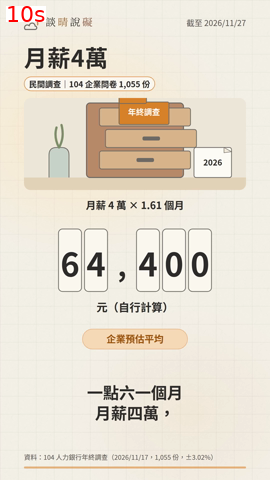 10s
談晴說礙
截至 2026/11/27
月薪4萬
民間調查｜104 企業問卷 1,055 份
年終調查
2026
月薪 4 萬 × 1.61 個月
64,400
元（自行計算）
企業預估平均
一點六一個月
月薪四萬，
資料：104 人力銀行年終調查（2026/11/17，1,055 份，±3.02%）